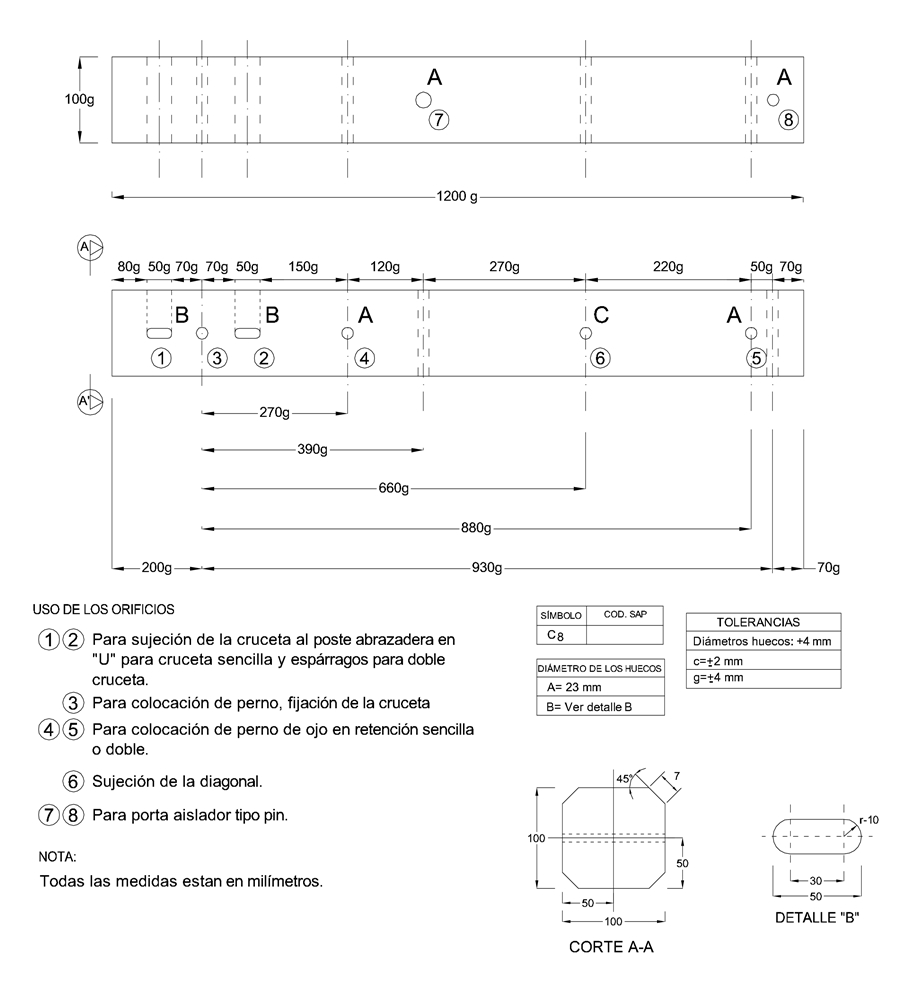 A
A
100g
7
8
1200 g
A
80g 50g 70g 70g 50g 150g 120g 270g 220g 50g 70g
B B A C A
1 3 2 4 6 5
A'
270g
390g
660g
880g
200g 930g 70g
USO DE LOS ORIFICIOS
1 2 Para sujeción de la cruceta al poste abrazadera en
"U" para cruceta sencilla y espárragos para doble
cruceta.
3 Para colocación de perno, fijación de la cruceta
4 5 Para colocación de perno de ojo en retención sencilla
o doble.
6 Sujeción de la diagonal.
7 8 Para porta aislador tipo pin.
NOTA:
Todas las medidas estan en milímetros.
SÍMBOLO COD. SAP
C8
DIÁMETRO DE LOS HUECOS
A= 23 mm
B= Ver detalle B
TOLERANCIAS
Diámetros huecos: +4 mm
c=±2 mm
g=±4 mm
45° 7
100
50
50
100
CORTE A-A
r-10
30
50
DETALLE "B"